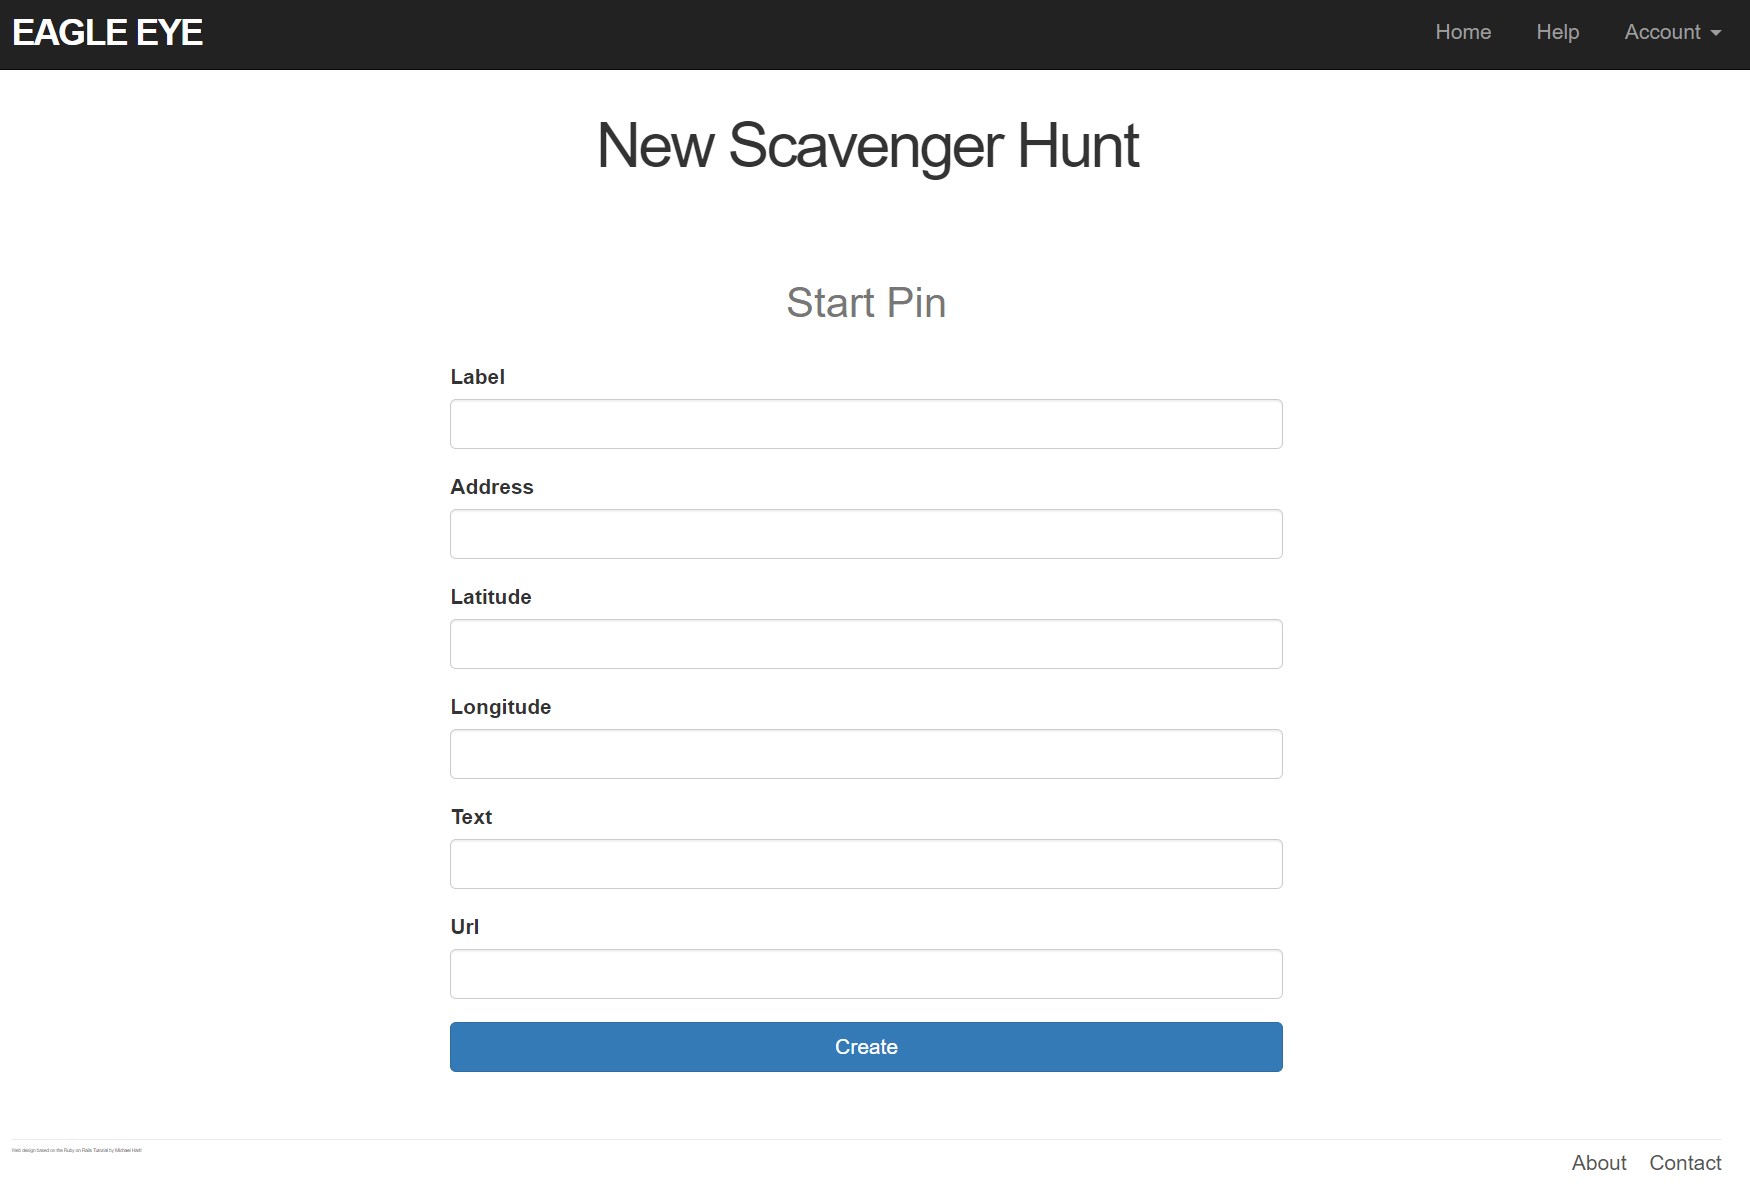 EAGLE EYE
Home Help Account
New Scavenger Hunt
Start Pin
Label
Address
Latitude
Longitude
Text
Url
Create
Web design based on the Ruby on Rails Tutorial by Michael Hartl
About Contact